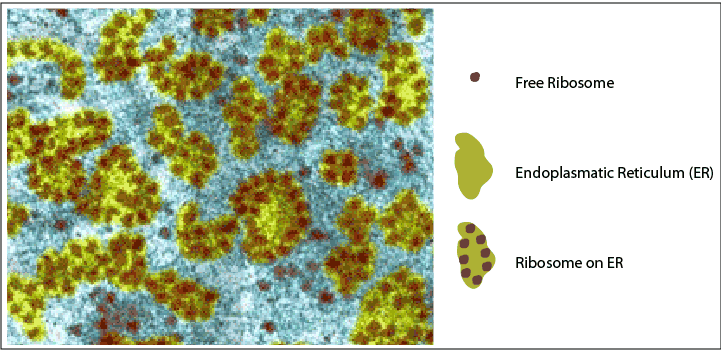 Free Ribosome
Endoplasmatic Reticulum (ER)
Ribosome on ER